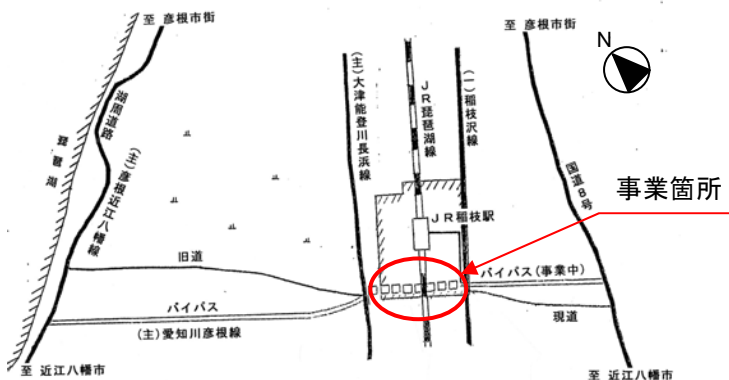 至 彦根市街
至 彦根市街
N
湖周道路
琵琶湖
(主)彦根近江八幡線
(主)大津能登川長浜線
JR琵琶湖線
(一)稲枝沢線
国道8号
事業箇所
JR稲枝駅
旧道
バイパス(事業中)
バイパス
(主)愛知川彦根線
現道
至 近江八幡市
至 近江八幡市